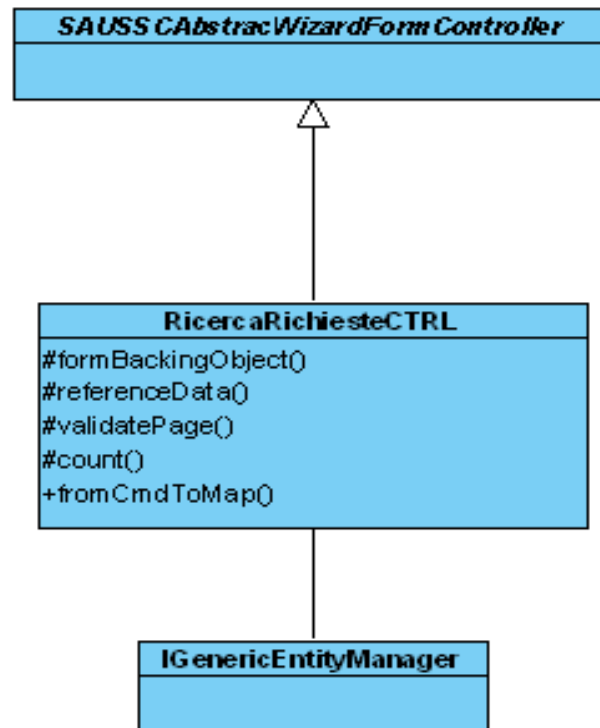 SAUSSCAbstracWizardFormController
RicercaRichiesteCTRL
#formBackingObject()
#referenceData()
#validatePage()
#count()
+fromCmdToMap()
IGenericEntityManager